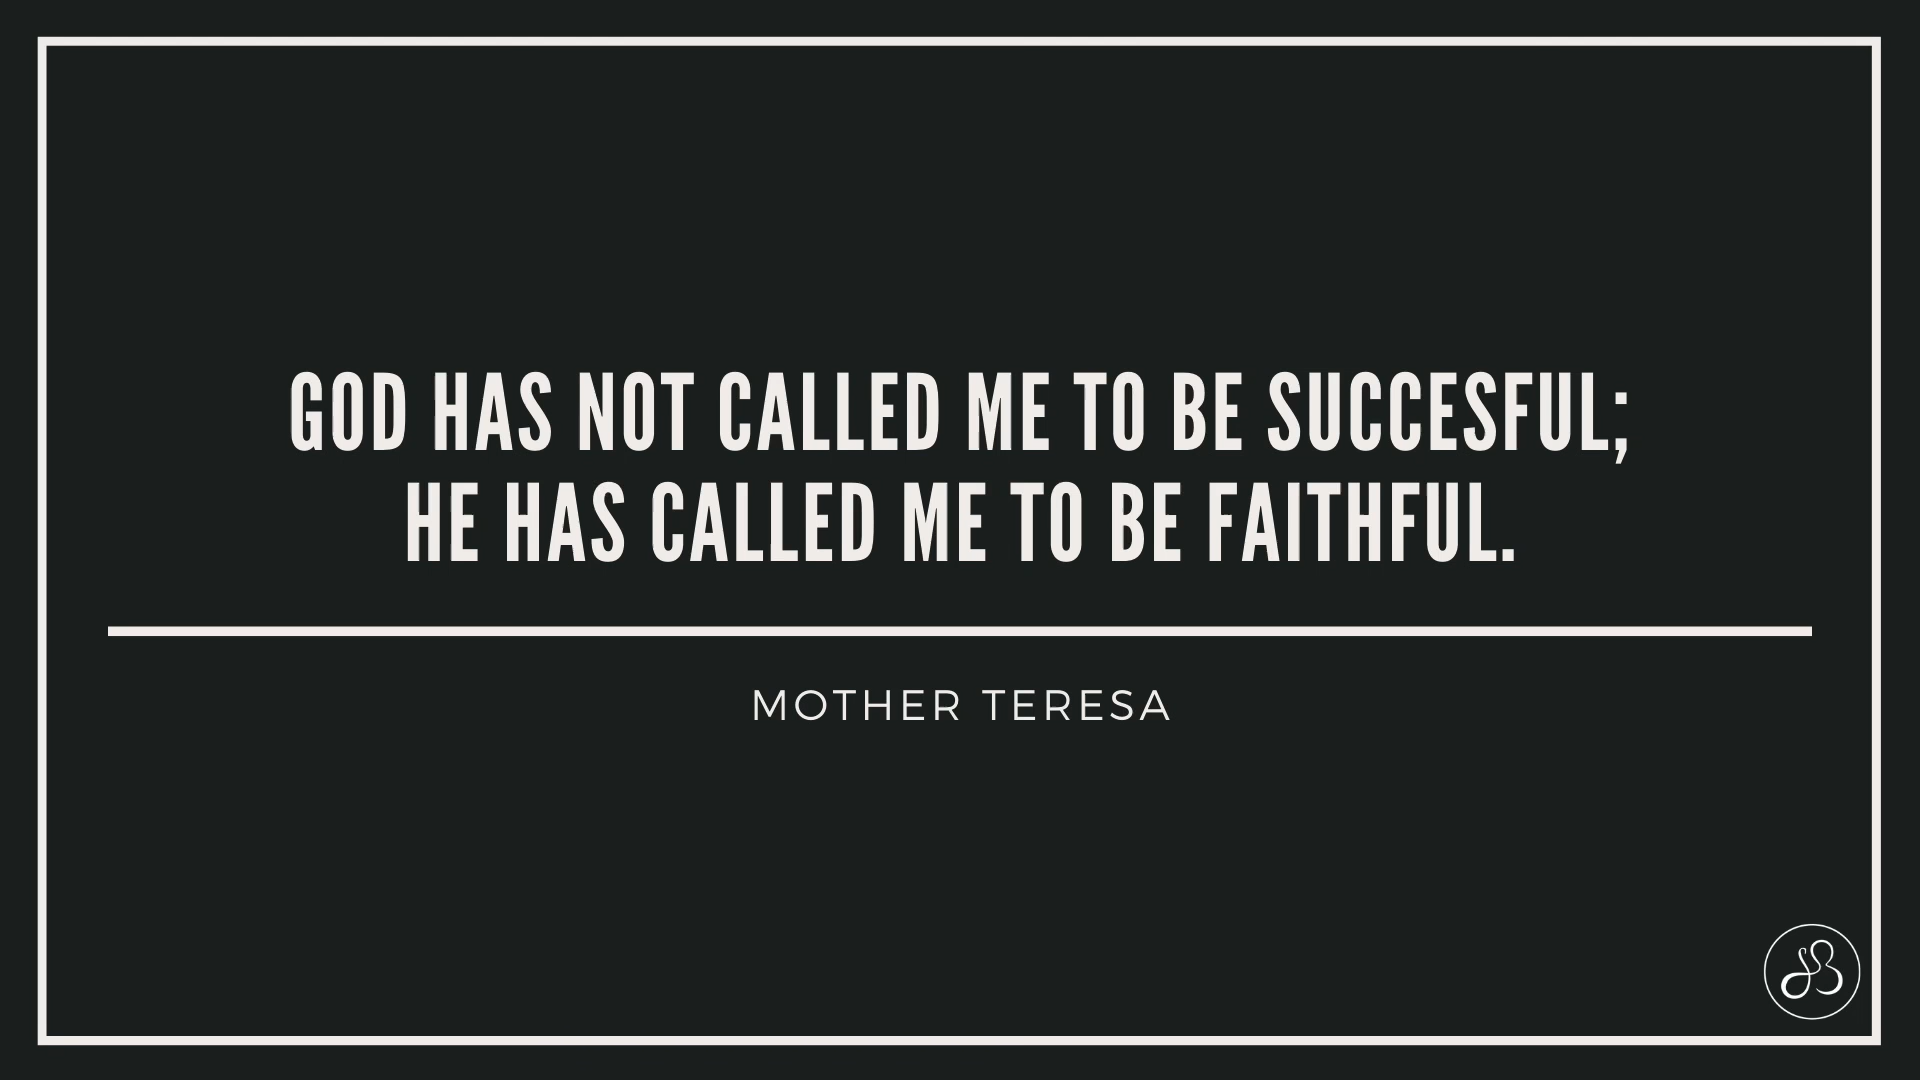 GOD HAS NOT CALLED ME TO BE SUCCESFUL;
HE HAS CALLED ME TO BE FAITHFUL.
MOTHER TERESA